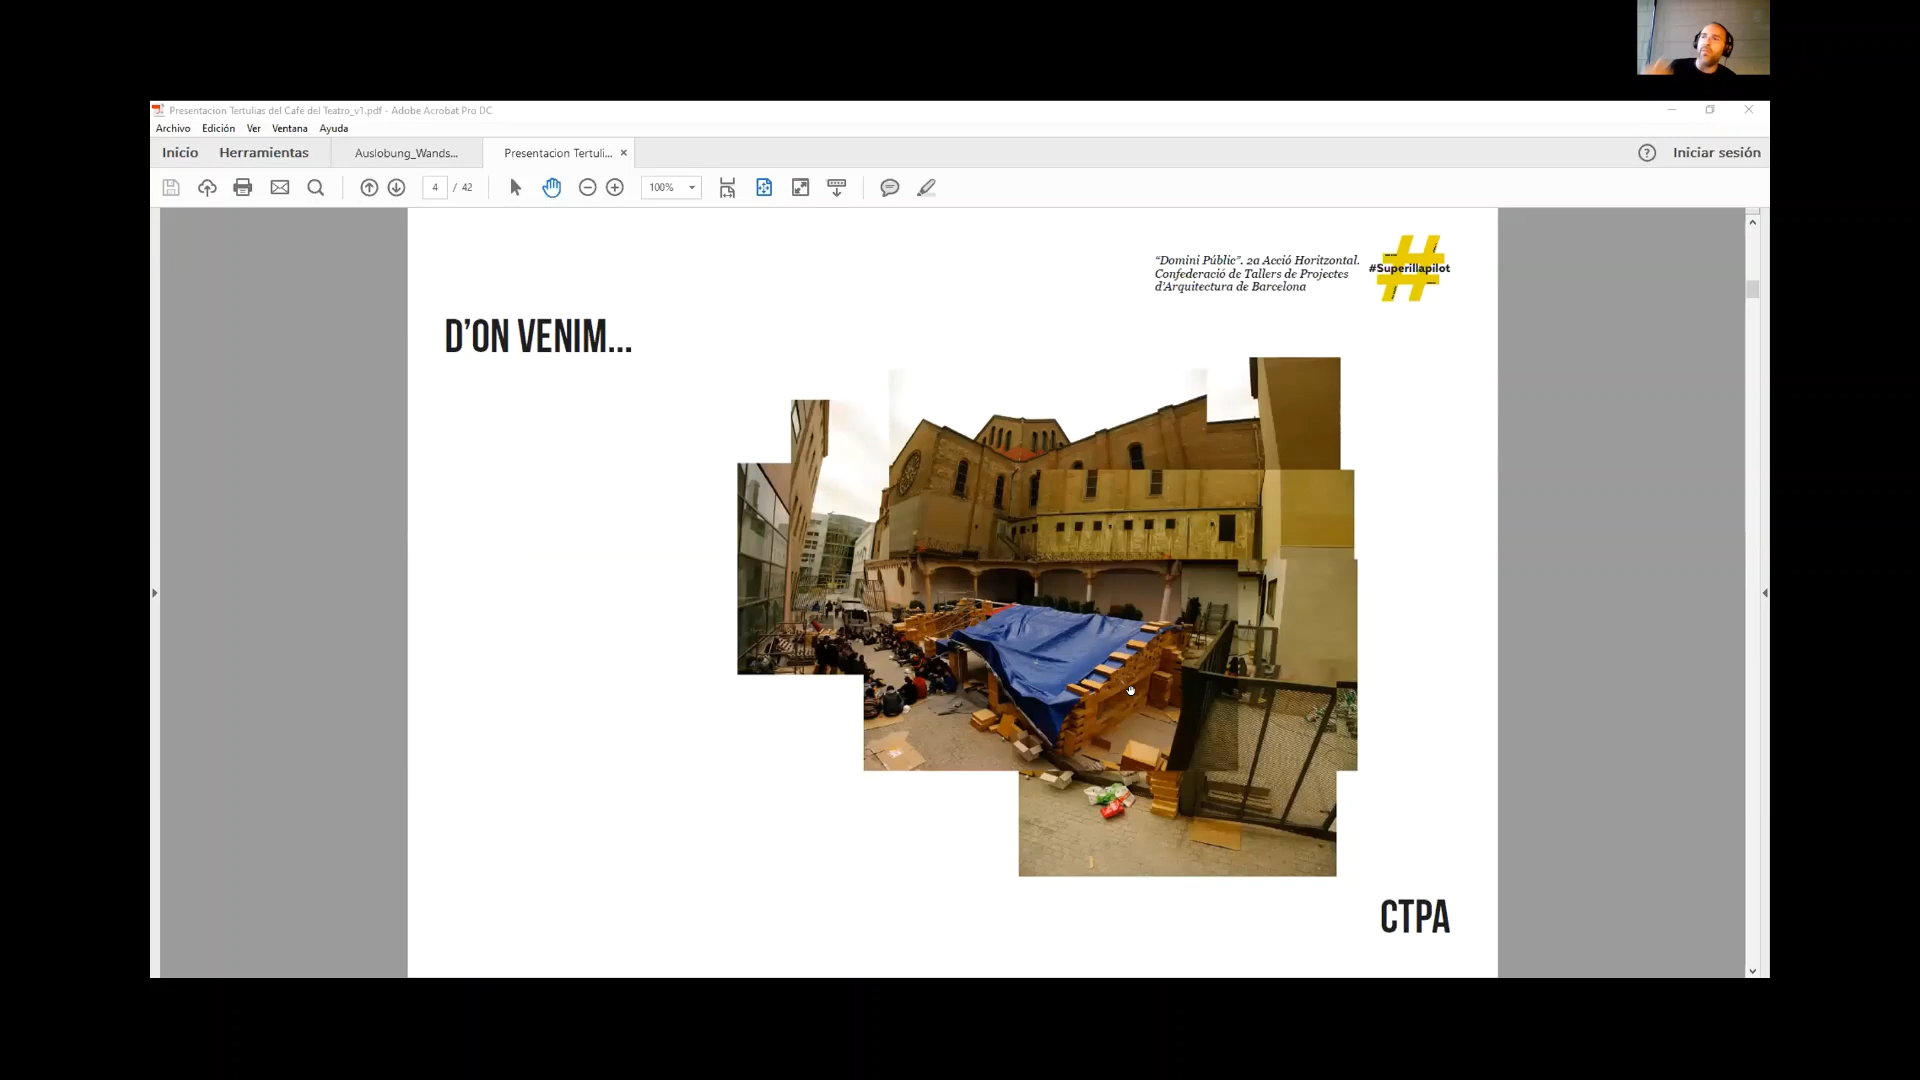 Presentacion Tertulias del Café del Teatro_v1.pdf - Adobe Acrobat Pro DC
Archivo Edición Ver Ventana Ayuda
Inicio Herramientas Auslobung_Wands... Presentacion Tertuli... × Iniciar sesión
4 / 42 100%
“Domini Públic”. 2a Acció Horitzontal.
Confederació de Tallers de Projectes
d’Arquitectura de Barcelona
#Superillapilot
D’ON VENIM...
CTPA